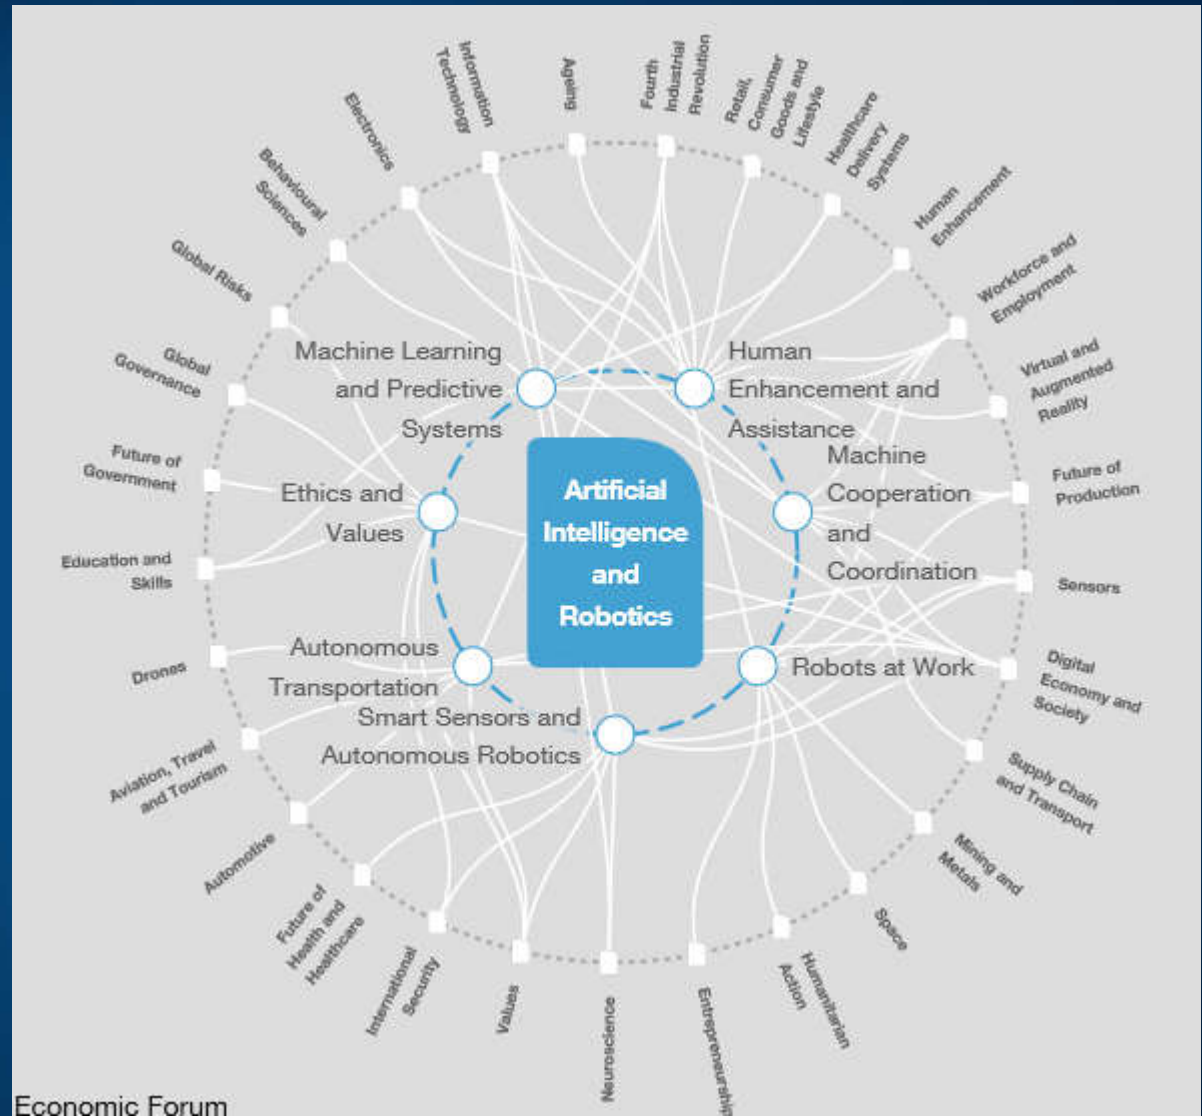 Information
Technology
Ageing
Fourth
Industrial
Revolution
Retail,
Consumer
Goods and
Lifestyle
Healthcare
Delivery
Systems
Human
Enhancement
Workforce and
Employment
Virtual and
Augmented
Reality
Future of
Production
Sensors
Digital
Economy and
Society
Supply Chain
and Transport
Mining and
Metals
Space
Humanitarian
Action
Entrepreneurship
Neuroscience
Values
International
Security
Future of
Health and
Healthcare
Automotive
Aviation, Travel
and Tourism
Drones
Education and
Skills
Future of
Government
Global
Governance
Global Risks
Behavioural
Sciences
Electronics
Machine Learning
and Predictive
Systems
Human
Enhancement and
Assistance
Machine
Cooperation
and
Coordination
Robots at Work
Smart Sensors and
Autonomous Robotics
Autonomous
Transportation
Ethics and
Values
Artificial
Intelligence
and
Robotics
Economic Forum